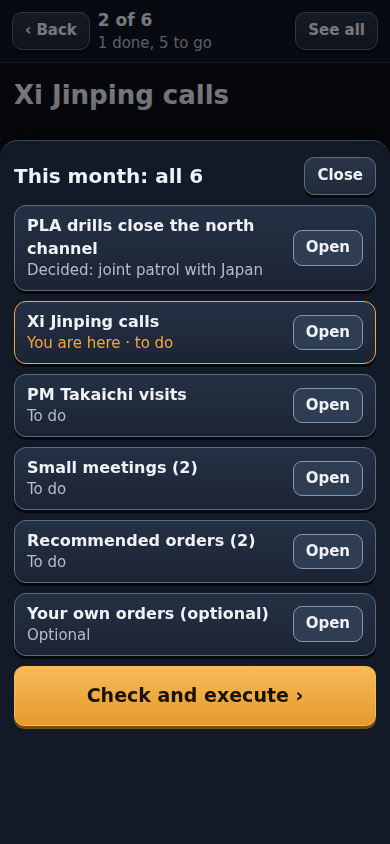 ‹ Back
2 of 6
1 done, 5 to go
See all
Xi Jinping calls
This month: all 6
Close
PLA drills close the north
channel
Decided: joint patrol with Japan
Open
Xi Jinping calls
You are here · to do
Open
PM Takaichi visits
To do
Open
Small meetings (2)
To do
Open
Recommended orders (2)
To do
Open
Your own orders (optional)
Optional
Open
Check and execute ›